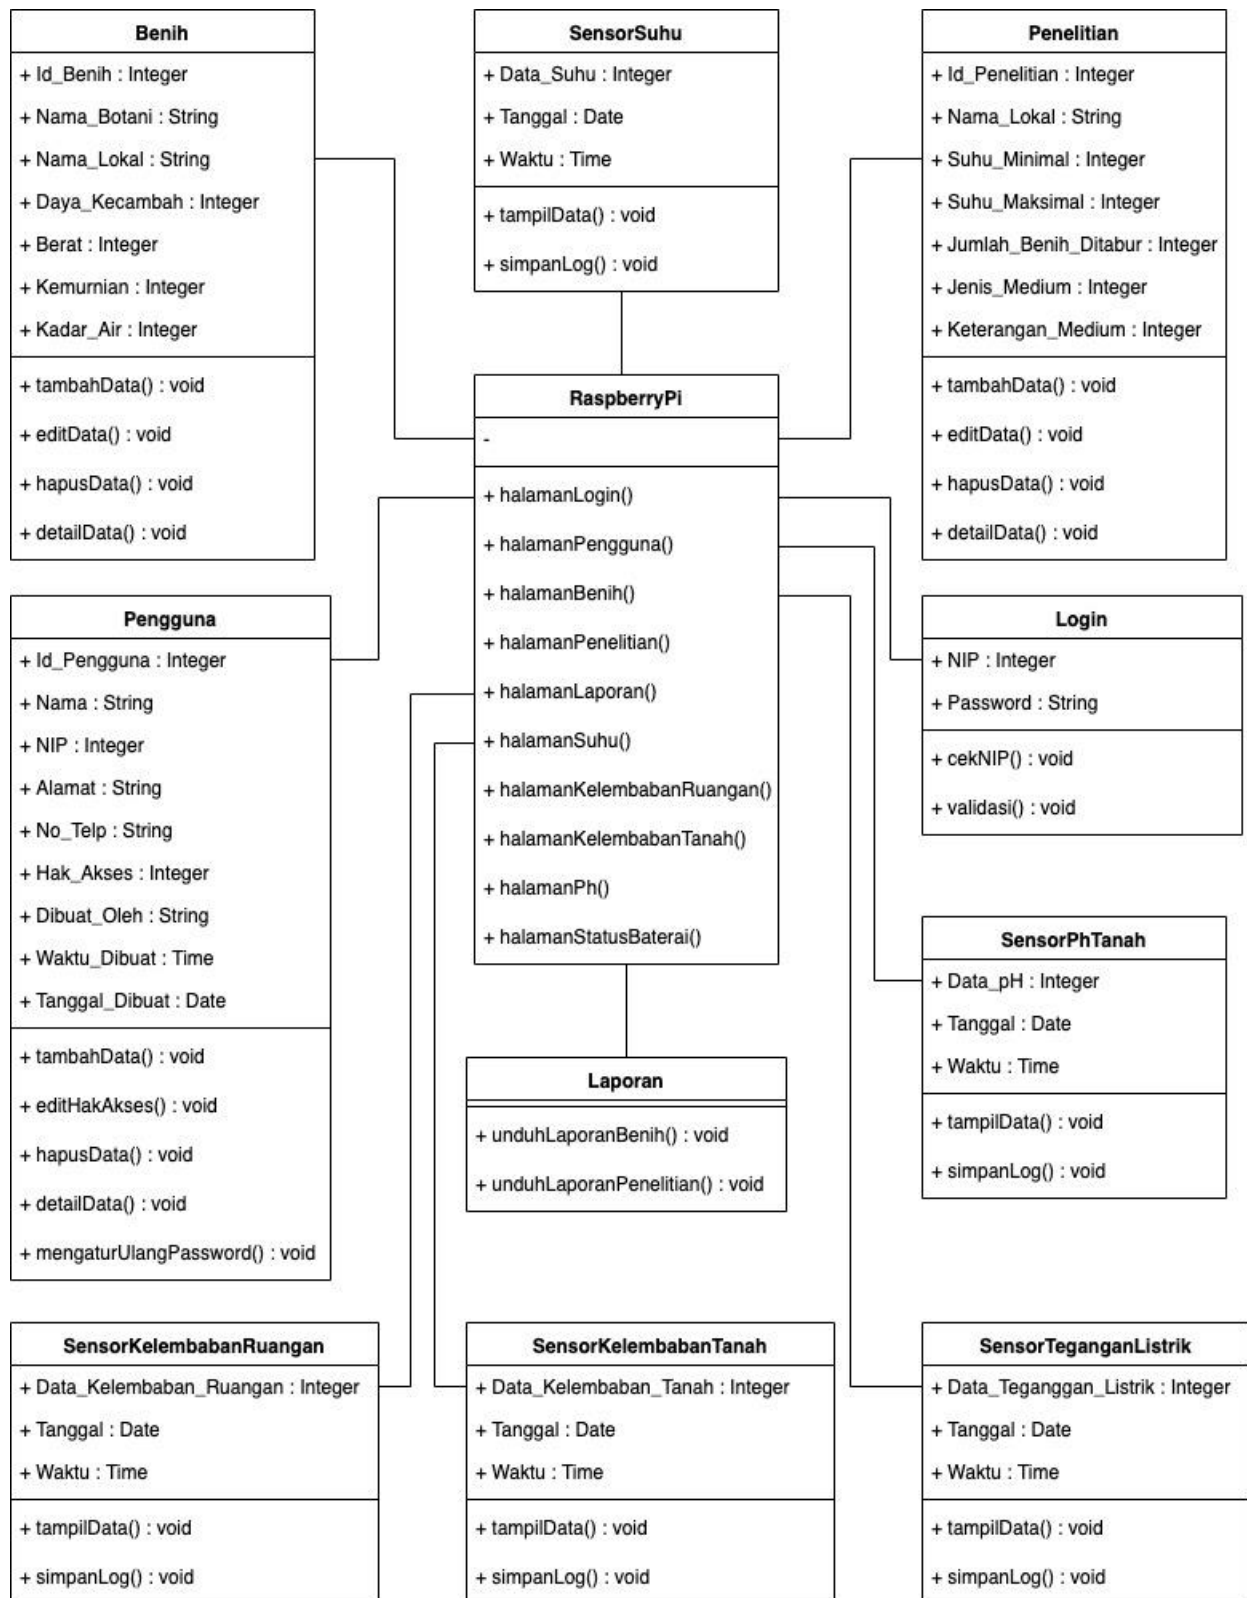 Benih
+ Id_Benih : Integer
+ Nama_Botani : String
+ Nama_Lokal : String
+ Daya_Kecambah : Integer
+ Berat : Integer
+ Kemurnian : Integer
+ Kadar_Air : Integer
+ tambahData() : void
+ editData() : void
+ hapusData() : void
+ detailData() : void
SensorSuhu
+ Data_Suhu : Integer
+ Tanggal : Date
+ Waktu : Time
+ tampilData() : void
+ simpanLog() : void
Penelitian
+ Id_Penelitian : Integer
+ Nama_Lokal : String
+ Suhu_Minimal : Integer
+ Suhu_Maksimal : Integer
+ Jumlah_Benih_Ditabur : Integer
+ Jenis_Medium : Integer
+ Keterangan_Medium : Integer
+ tambahData() : void
+ editData() : void
+ hapusData() : void
+ detailData() : void
RaspberryPi
-
+ halamanLogin()
+ halamanPengguna()
+ halamanBenih()
+ halamanPenelitian()
+ halamanLaporan()
+ halamanSuhu()
+ halamanKelembabanRuangan()
+ halamanKelembabanTanah()
+ halamanPh()
+ halamanStatusBaterai()
Pengguna
+ Id_Pengguna : Integer
+ Nama : String
+ NIP : Integer
+ Alamat : String
+ No_Telp : String
+ Hak_Akses : Integer
+ Dibuat_Oleh : String
+ Waktu_Dibuat : Time
+ Tanggal_Dibuat : Date
+ tambahData() : void
+ editHakAkses() : void
+ hapusData() : void
+ detailData() : void
+ mengaturUlangPassword() : void
Login
+ NIP : Integer
+ Password : String
+ cekNIP() : void
+ validasi() : void
SensorPhTanah
+ Data_pH : Integer
+ Tanggal : Date
+ Waktu : Time
+ tampilData() : void
+ simpanLog() : void
Laporan
+ unduhLaporanBenih() : void
+ unduhLaporanPenelitian() : void
SensorKelembabanRuangan
+ Data_Kelembaban_Ruangan : Integer
+ Tanggal : Date
+ Waktu : Time
+ tampilData() : void
+ simpanLog() : void
SensorKelembabanTanah
+ Data_Kelembaban_Tanah : Integer
+ Tanggal : Date
+ Waktu : Time
+ tampilData() : void
+ simpanLog() : void
SensorTeganganListrik
+ Data_Teganggan_Listrik : Integer
+ Tanggal : Date
+ Waktu : Time
+ tampilData() : void
+ simpanLog() : void